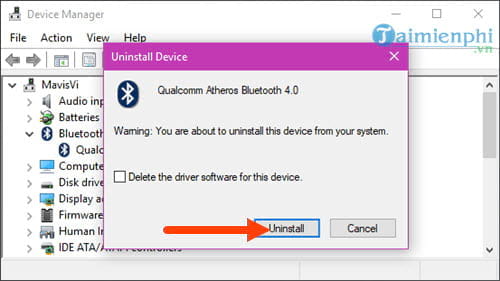 Device Manager
Taimienphi
.vn
File Action View Help
Uninstall Device
Qualcomm Atheros Bluetooth 4.0
Warning: You are about to uninstall this device from your system.
Delete the driver software for this device.
Uninstall
Cancel
MavisVi
Audio inp
Batteries
Bluetooth
Qualc
Compute
Disk drive
Display ad
Firmware
Human In
IDE ATA/ATAPI controllers